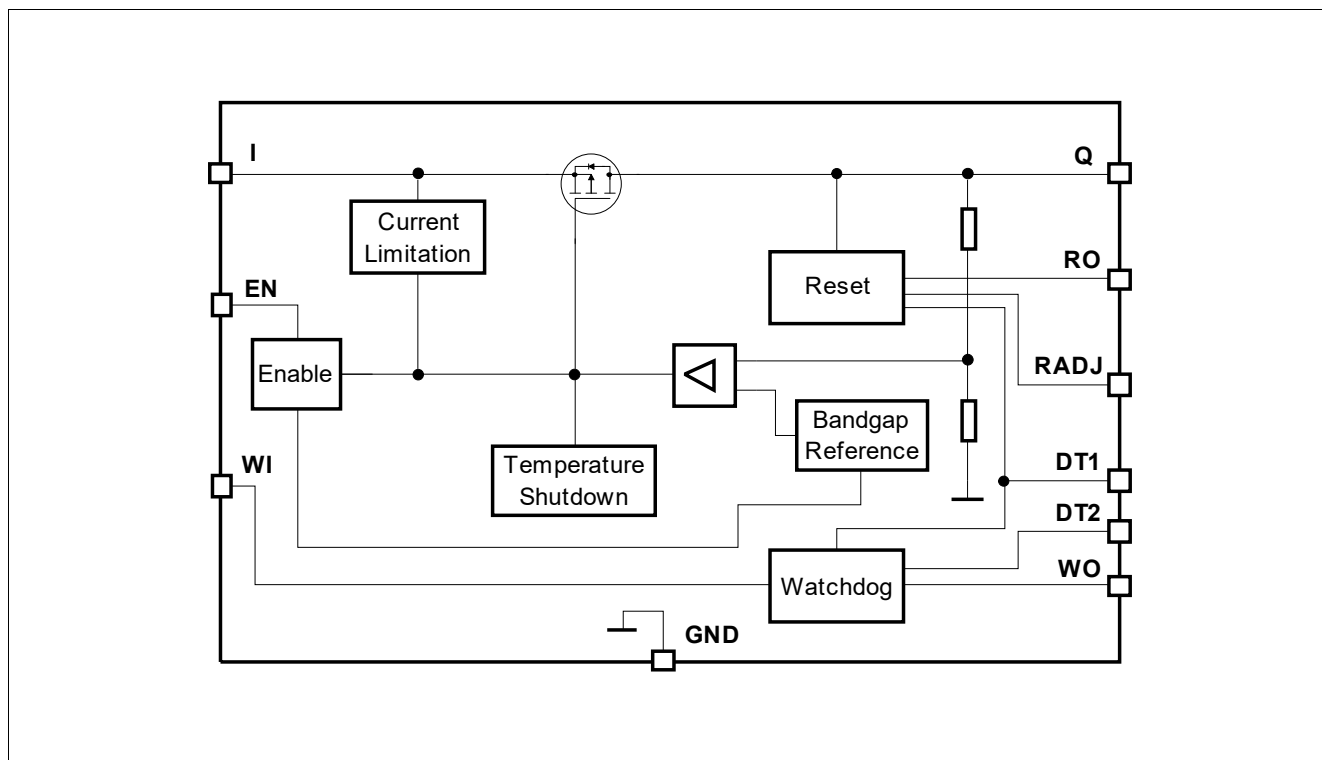 I
Q
Current
Limitation
Reset
RO
EN
Enable
RADJ
Bandgap
Reference
WI
Temperature
Shutdown
DT1
DT2
Watchdog
WO
GND